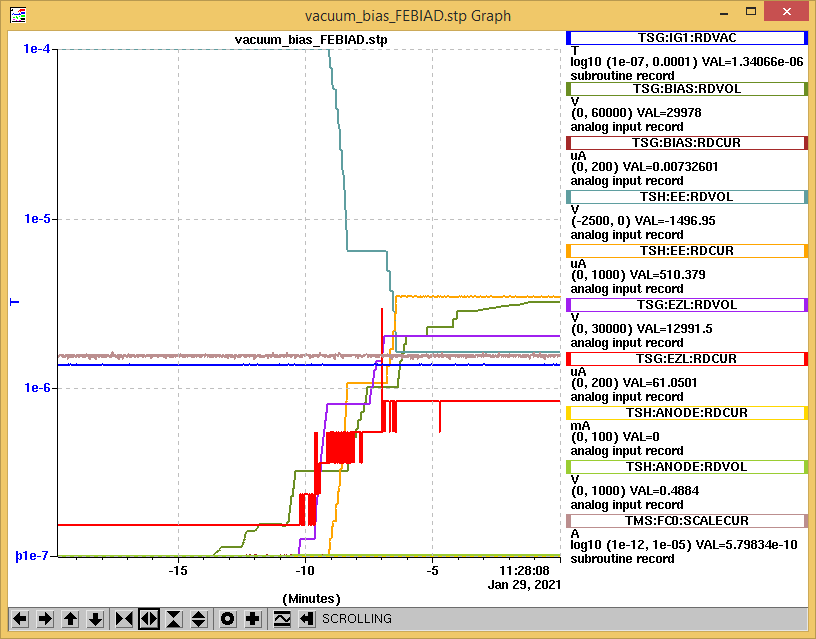 vacuum_bias_FEBIAD.stp Graph
vacuum_bias_FEBIAD.stp
1e-4
1e-5
T
1e-6
1e-7
-15
-10
-5
11:28:08
Jan 29, 2021
(Minutes)
TSG:IG1:RDVAC
T
log10 (1e-07, 0.0001) VAL=1.34066e-06
subroutine record
TSG:BIAS:RDVOL
V
(0, 60000) VAL=29978
analog input record
TSG:BIAS:RDCUR
uA
(0, 200) VAL=0.00732601
analog input record
TSH:EE:RDVOL
V
(-2500, 0) VAL=-1496.95
analog input record
TSH:EE:RDCUR
uA
(0, 1000) VAL=510.379
analog input record
TSG:EZL:RDVOL
V
(0, 30000) VAL=12991.5
analog input record
TSG:EZL:RDCUR
uA
(0, 200) VAL=61.0501
analog input record
TSH:ANODE:RDCUR
mA
(0, 100) VAL=0
analog input record
TSH:ANODE:RDVOL
V
(0, 1000) VAL=0.4884
analog input record
TMS:FC0:SCALECUR
A
log10 (1e-12, 1e-05) VAL=5.79834e-10
subroutine record
SCROLLING